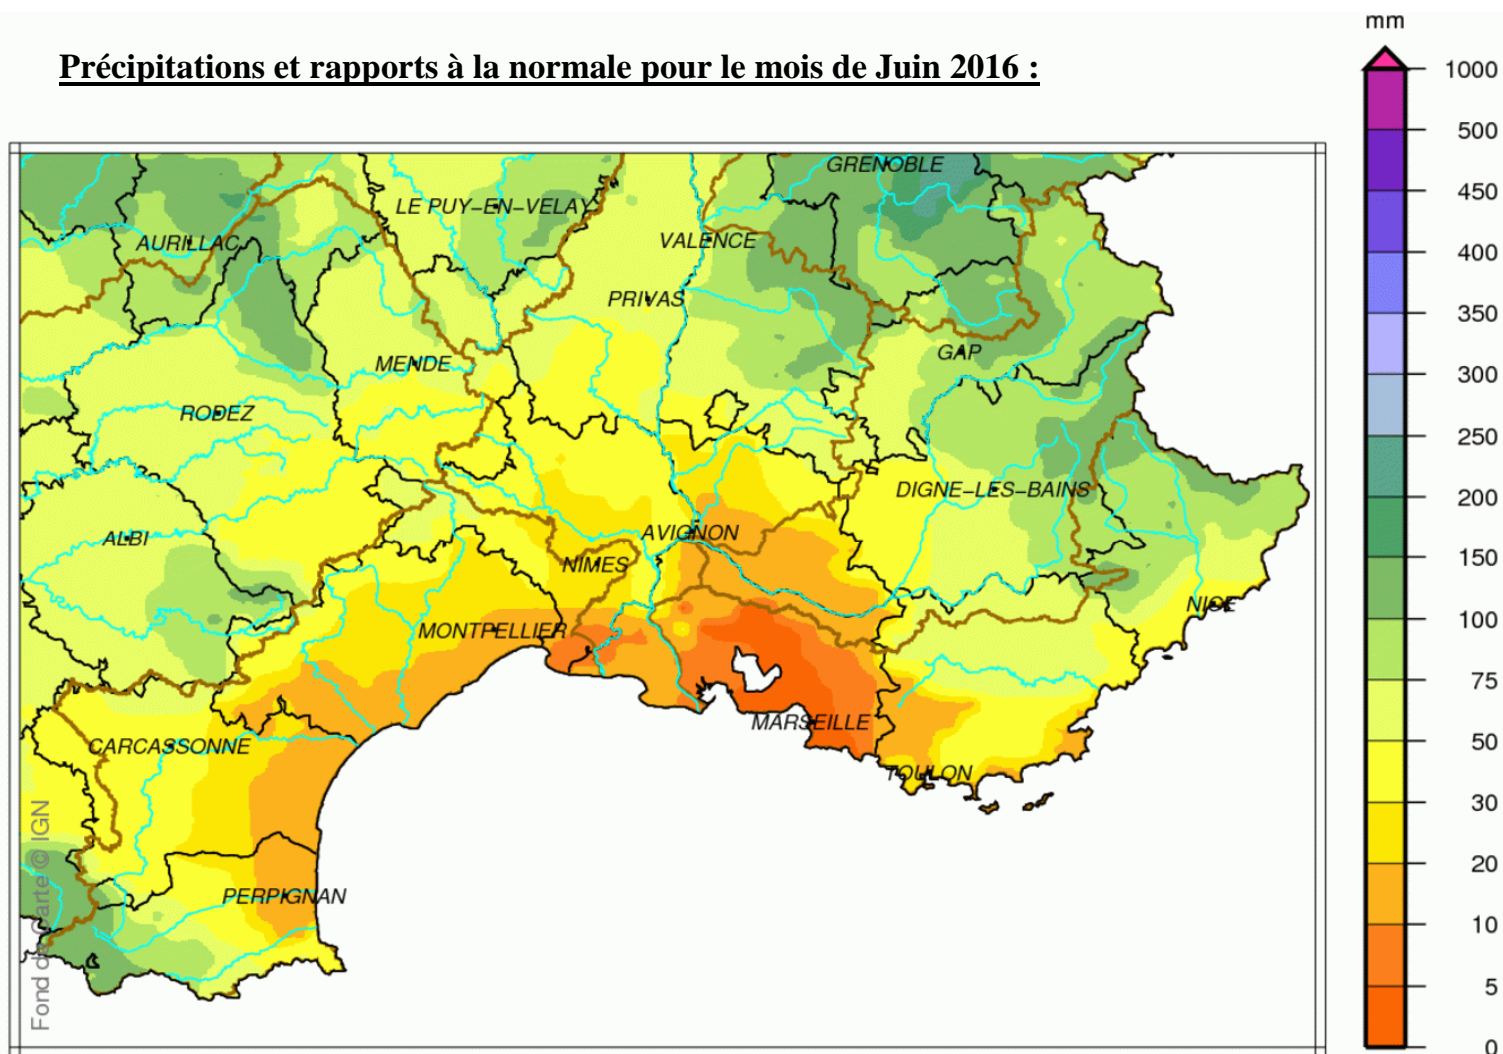 mm
Précipitations et rapports à la normale pour le mois de Juin 2016 :
1000
500
450
400
350
300
250
200
150
100
75
50
30
20
10
5
0
GRENOBLE
LE PUY-EN-VELAY
AURILLAC
VALENCE
PRIVAS
GAP
MENDE
RODEZ
DIGNE-LES-BAINS
AVIGNON
ALBI
NIMES
NICE
MONTPELLIER
MARSEILLE
CARCASSONNE
TOULON
PERPIGNAN
Fond de Carte © IGN